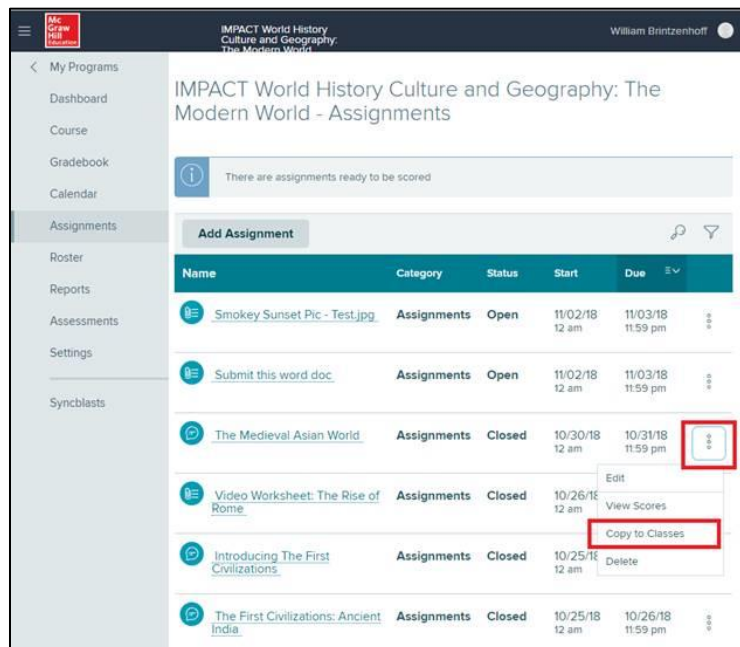 Mc
Graw
Hill
Education
IMPACT World History
Culture and Geography:
The Modern World
William Brintzenhoff
My Programs
Dashboard
Course
Gradebook
Calendar
Assignments
Roster
Reports
Assessments
Settings
Syncblasts
IMPACT World History Culture and Geography: The
Modern World - Assignments
There are assignments ready to be scored
Add Assignment
Name Category Status Start Due
Smokey Sunset Pic - Test.jpg Assignments Open 11/02/18 11/03/18
12 am 11:59 pm
Submit this word doc Assignments Open 11/02/18 11/03/18
12 am 11:59 pm
The Medieval Asian World Assignments Closed 10/30/18 10/31/18
12 am 11:59 pm
Edit
View Scores
Copy to Classes
Delete
Video Worksheet: The Rise of Assignments Closed 10/26/18
Rome 12 am
Introducing The First Assignments Closed 10/25/18
Civilizations 12 am
The First Civilizations: Ancient Assignments Closed 10/25/18 10/26/18
India 12 am 11:59 pm